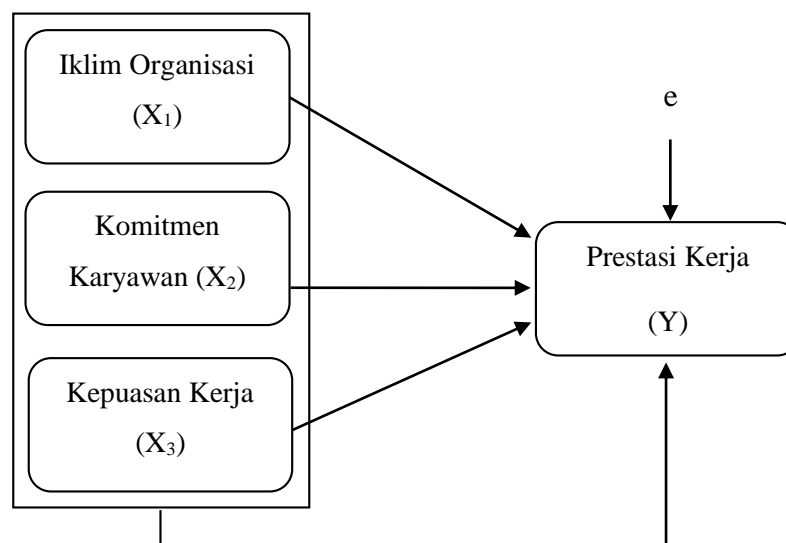 Iklim Organisasi
(X₁)
e
Komitmen
Karyawan (X₂)
Prestasi Kerja
(Y)
Kepuasan Kerja
(X₃)